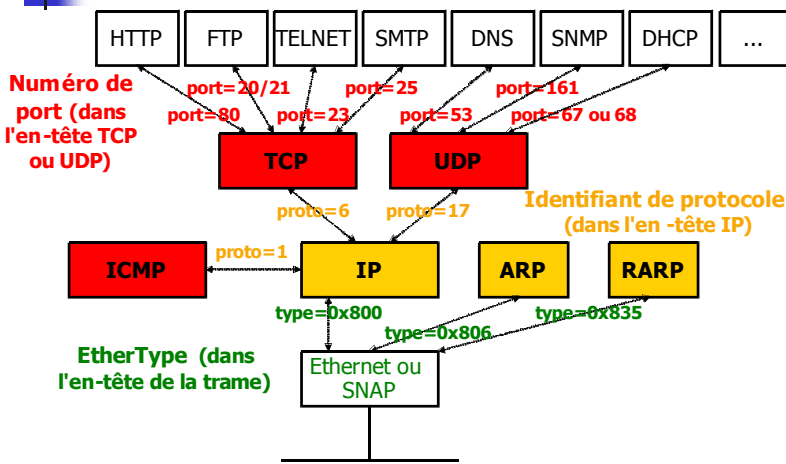 HTTP FTP TELNET SMTP DNS SNMP DHCP ...
Numéro de
port (dans
l'en-tête TCP
ou UDP)
port=20/21 port=25 port=161
port=80 port=23 port=53 port=67 ou 68
TCP UDP
proto=6 proto=17
Identifiant de protocole
(dans l'en -tête IP)
proto=1
ICMP IP ARP RARP
type=0x800 type=0x806 type=0x835
EtherType (dans
l'en-tête de la trame)
Ethernet ou
SNAP